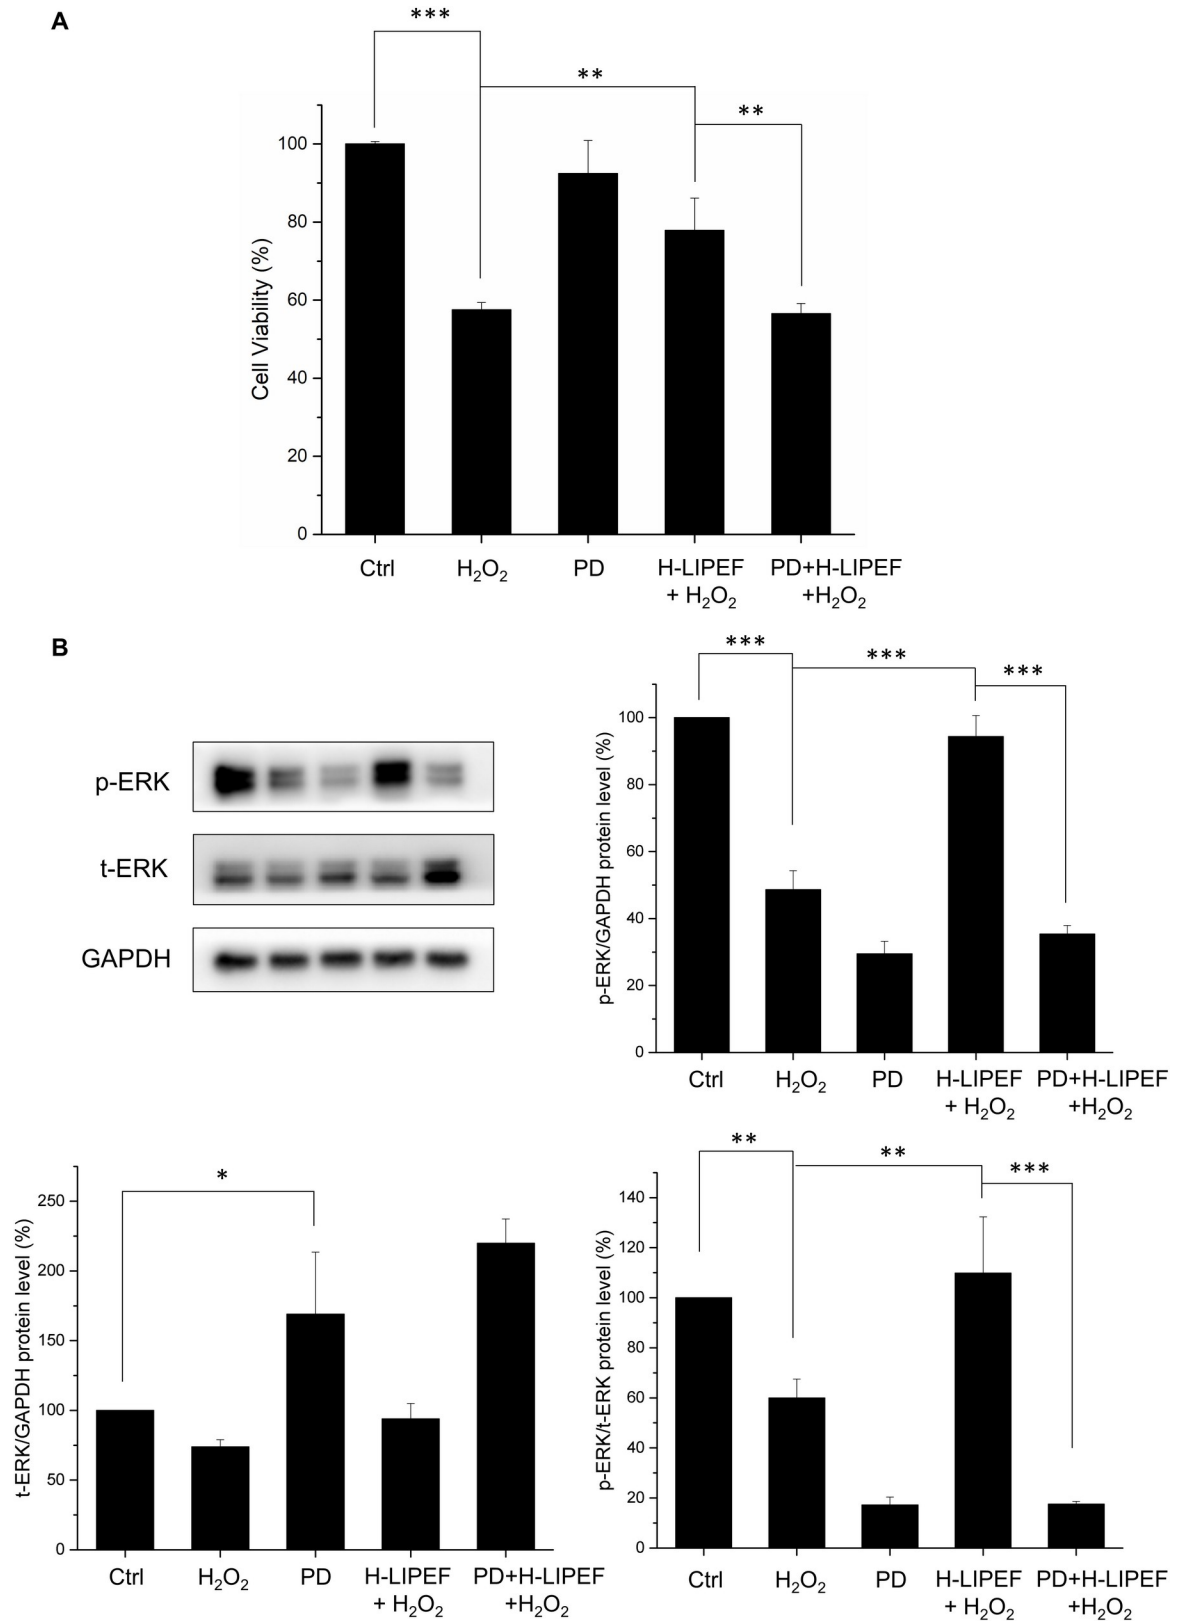 A
***
**
**
Cell Viability (%)
100
80
60
40
20
0
Ctrl
H₂O₂
PD
H-LIPEF
+ H₂O₂
PD+H-LIPEF
+H₂O₂
B
p-ERK
t-ERK
GAPDH
***
***
***
p-ERK/GAPDH protein level (%)
100
80
60
40
20
0
Ctrl
H₂O₂
PD
H-LIPEF
+ H₂O₂
PD+H-LIPEF
+H₂O₂
*
t-ERK/GAPDH protein level (%)
250
200
150
100
50
0
Ctrl
H₂O₂
PD
H-LIPEF
+ H₂O₂
PD+H-LIPEF
+H₂O₂
**
**
***
p-ERK/t-ERK protein level (%)
140
120
100
80
60
40
20
0
Ctrl
H₂O₂
PD
H-LIPEF
+ H₂O₂
PD+H-LIPEF
+H₂O₂